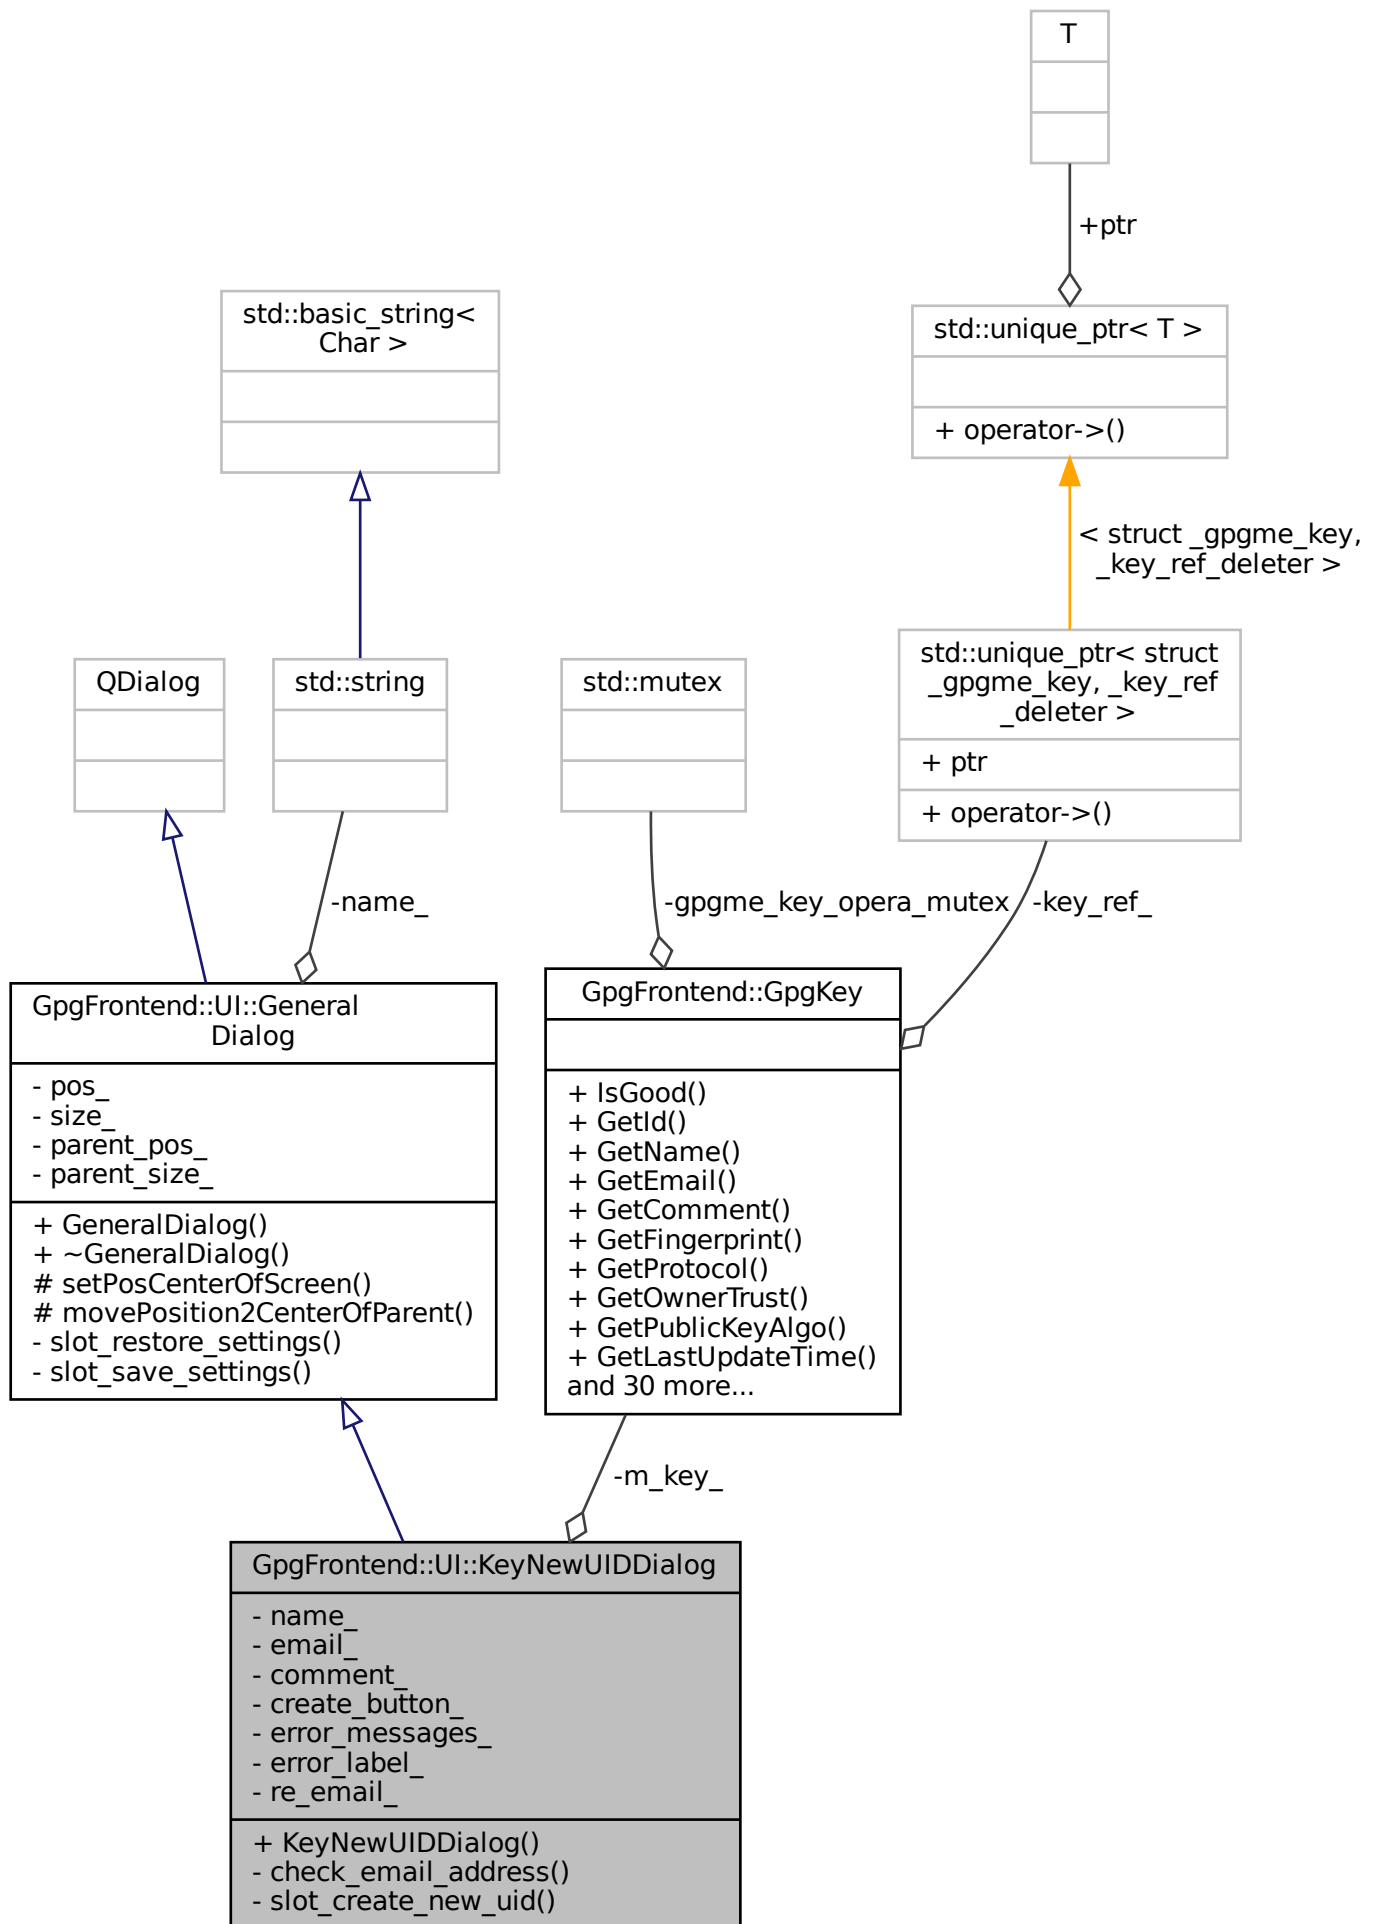 T
+ptr
std::basic_string<
Char >
std::unique_ptr< T >
+ operator->()
< struct _gpgme_key,
_key_ref_deleter >
QDialog
std::string
std::mutex
std::unique_ptr< struct
_gpgme_key, _key_ref
_deleter >
+ ptr
+ operator->()
-name_
-gpgme_key_opera_mutex
-key_ref_
GpgFrontend::UI::General
Dialog
- pos_
- size_
- parent_pos_
- parent_size_
+ GeneralDialog()
+ ~GeneralDialog()
# setPosCenterOfScreen()
# movePosition2CenterOfParent()
- slot_restore_settings()
- slot_save_settings()
GpgFrontend::GpgKey
+ IsGood()
+ GetId()
+ GetName()
+ GetEmail()
+ GetComment()
+ GetFingerprint()
+ GetProtocol()
+ GetOwnerTrust()
+ GetPublicKeyAlgo()
+ GetLastUpdateTime()
and 30 more...
-m_key_
GpgFrontend::UI::KeyNewUIDDialog
- name_
- email_
- comment_
- create_button_
- error_messages_
- error_label_
- re_email_
+ KeyNewUIDDialog()
- check_email_address()
- slot_create_new_uid()